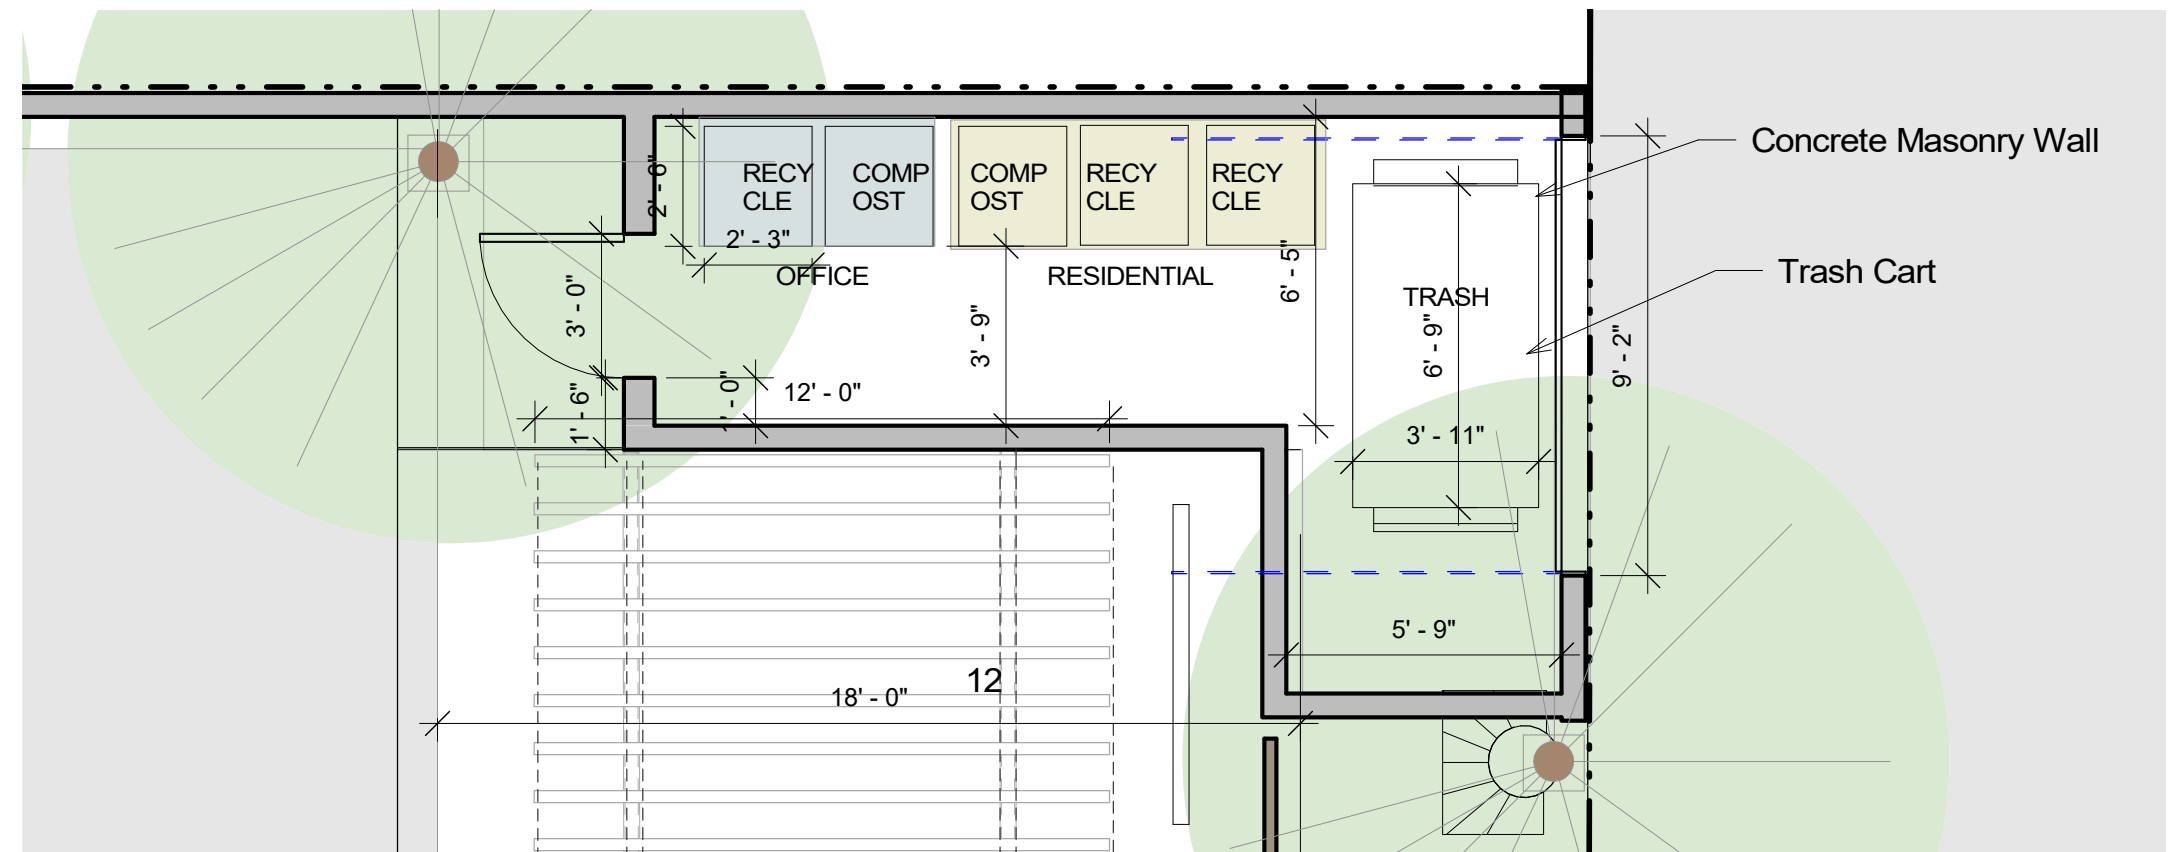 Concrete Masonry Wall
RECY
CLE
COMP
OST
COMP
OST
RECY
CLE
RECY
CLE
2' - 6"
2' - 3"
OFFICE
RESIDENTIAL
6' - 5"
TRASH
Trash Cart
3' - 0"
3' - 9"
6' - 9"
9' - 2"
1' - 6"
12' - 0"
3' - 11"
5' - 9"
12
18' - 0"